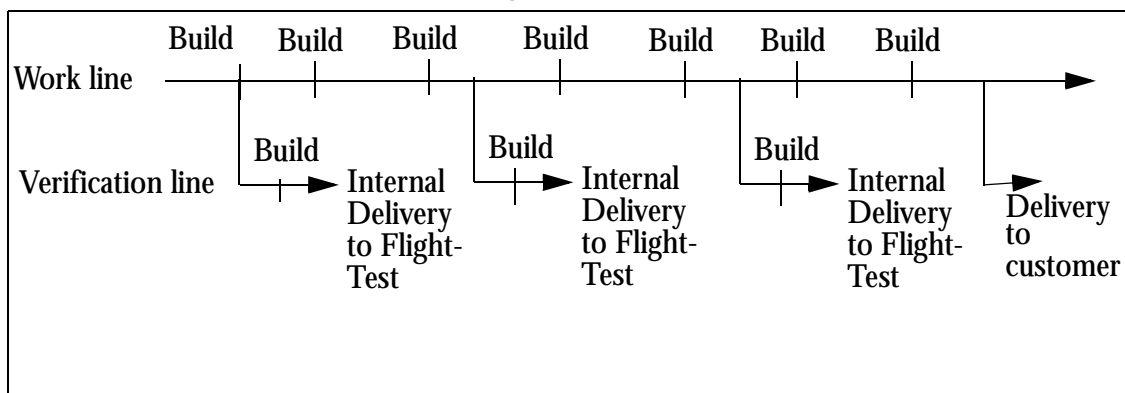 Build Build Build Build Build Build Build
Work line
Build Build Build
Verification line
Internal
Delivery
to Flight-
Test
Internal
Delivery
to Flight-
Test
Internal
Delivery
to Flight-
Test
Delivery
to
customer